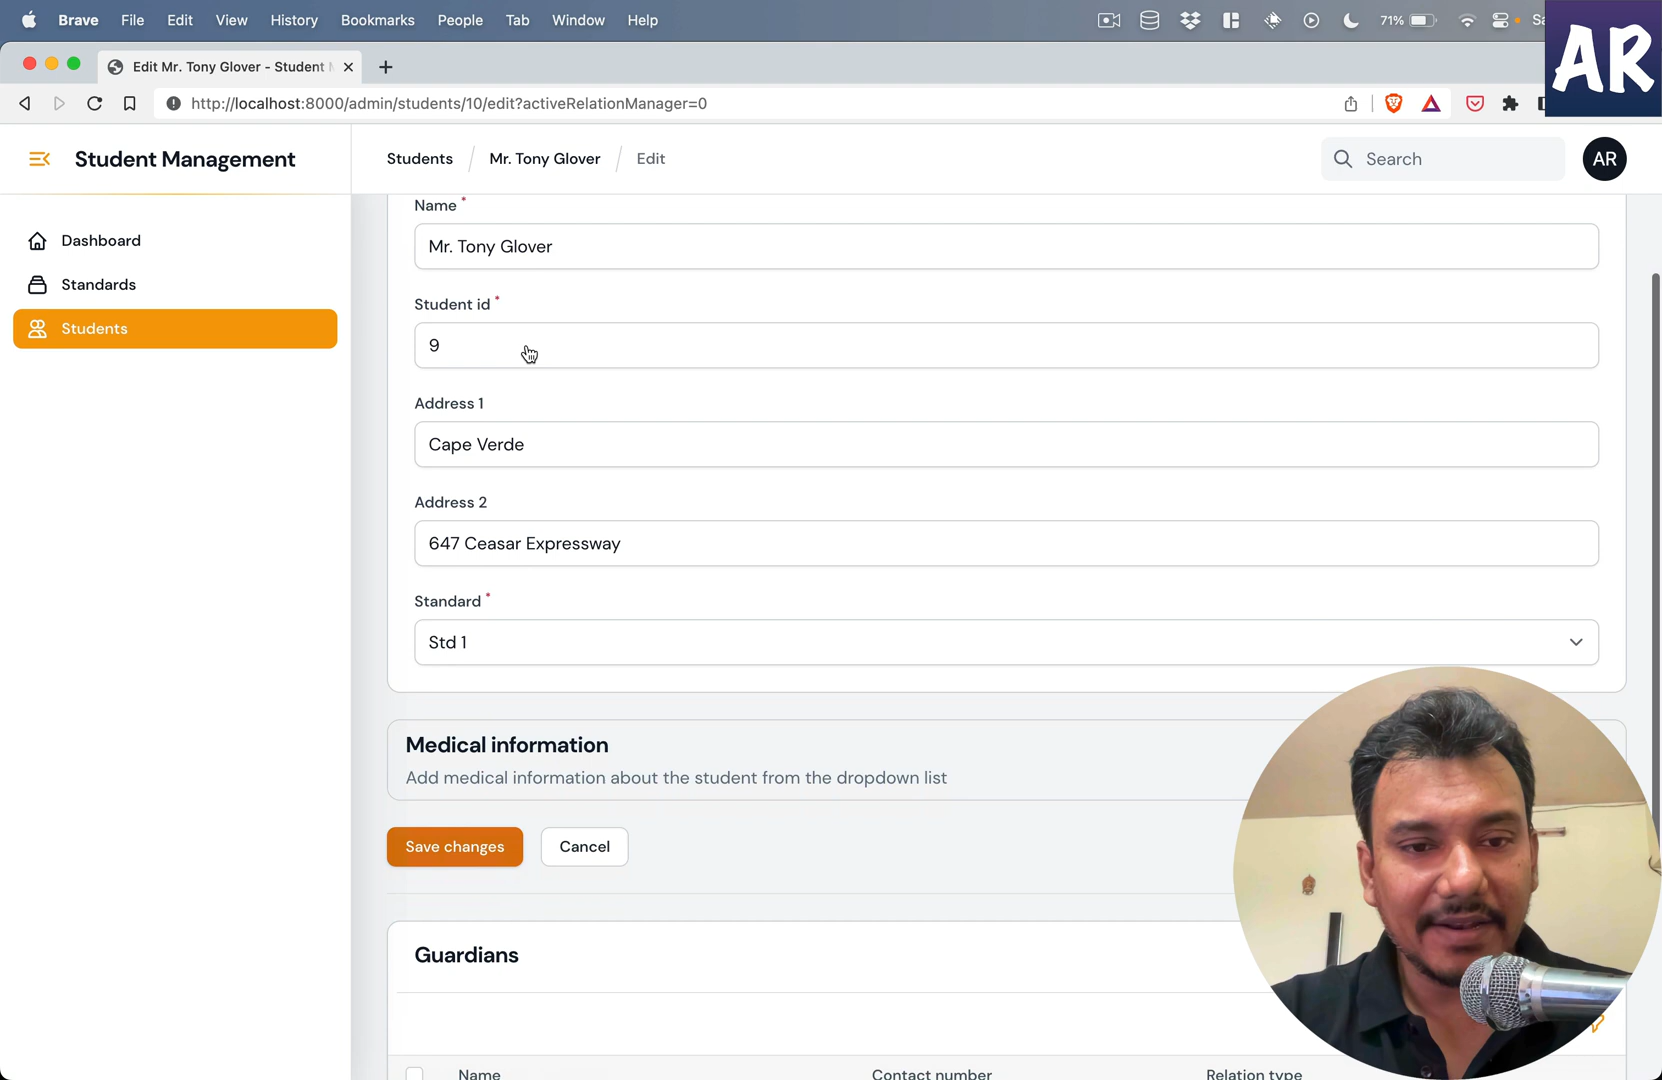 Brave File Edit View History Bookmarks People Tab Window Help 71%
AR
Edit Mr. Tony Glover - Student
http://localhost:8000/admin/students/10/edit?activeRelationManager=0
Student Management
Students / Mr. Tony Glover / Edit
Search
AR
Dashboard
Standards
Students
Name *
Mr. Tony Glover
Student id *
9
Address 1
Cape Verde
Address 2
647 Ceasar Expressway
Standard *
Std 1
Medical information
Add medical information about the student from the dropdown list
Save changes Cancel
Guardians
Name Contact number Relation type